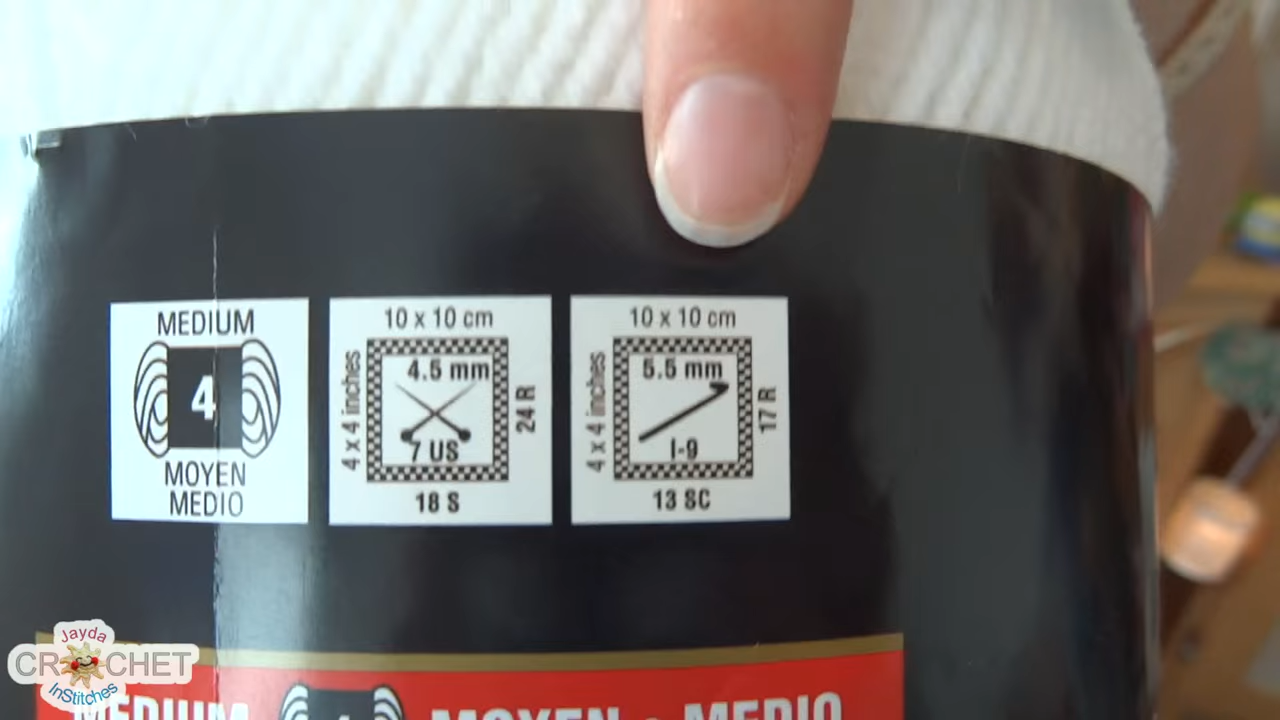 MEDIUM
4
MOYEN
MEDIO
10 x 10 cm
4 x 4 inches
4.5 mm
7 US
24 R
18 S
10 x 10 cm
4 x 4 inches
5.5 mm
I-9
17 R
13 SC
MEDIUM
4
MOYEN • MEDIO
Jayda
CROCHET
InStitches